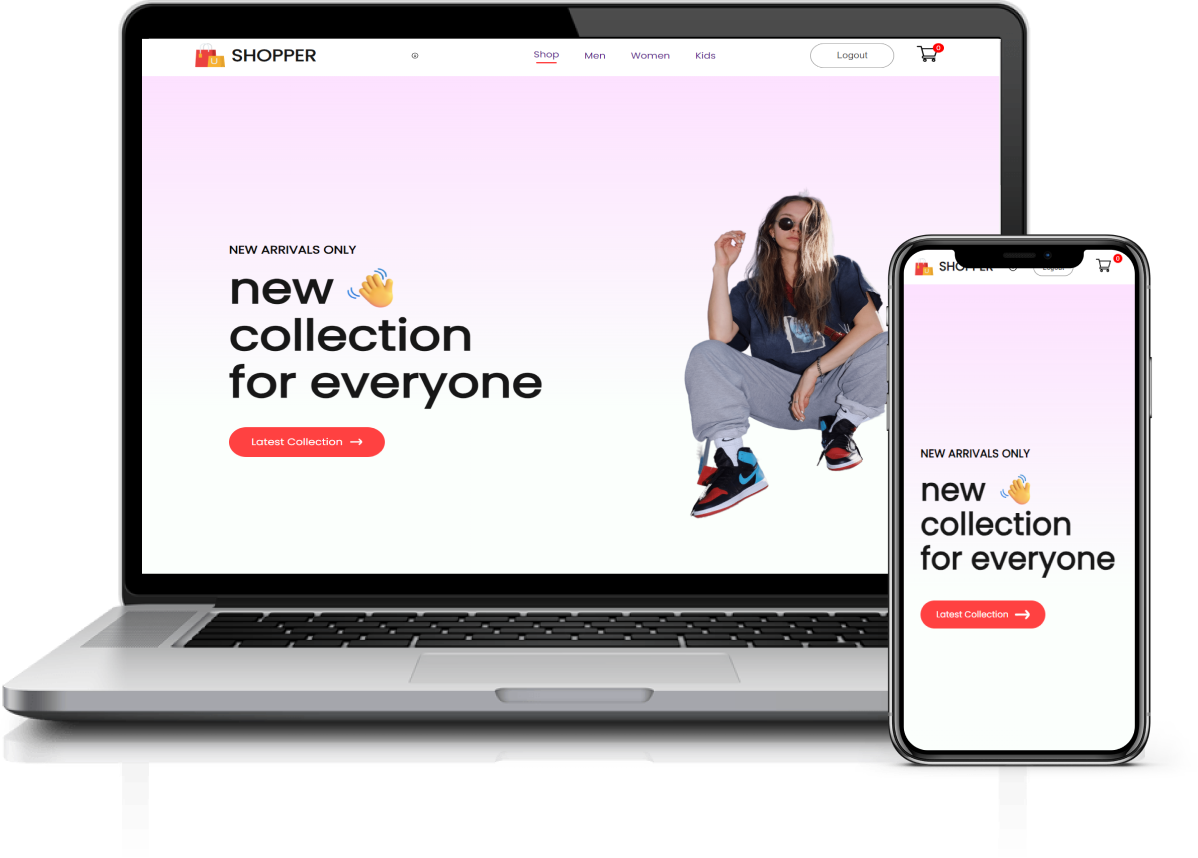 SHOPPER
Shop Men Women Kids
Logout
0
NEW ARRIVALS ONLY
new
collection
for everyone
Latest Collection
SHOPPER
Logout
0
NEW ARRIVALS ONLY
new
collection
for everyone
Latest Collection